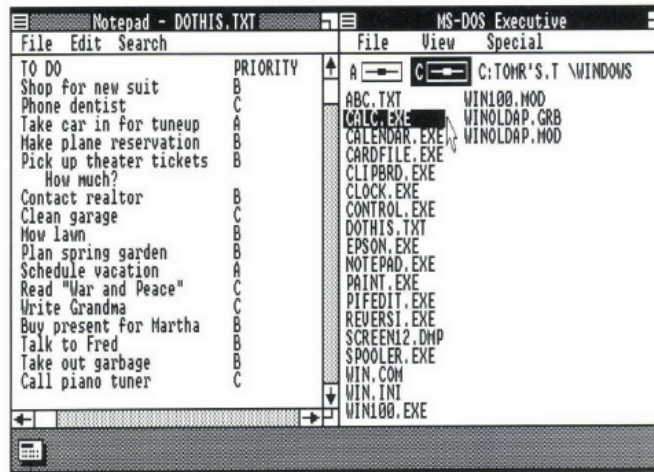 Notepad - DOTHIS.TXT
File Edit Search
TO DO PRIORITY
Shop for new suit B
Phone dentist C
Take car in for tuneup A
Make plane reservation B
Pick up theater tickets B
How much?
Contact realtor B
Clean garage C
Mow lawn B
Plan spring garden B
Schedule vacation A
Read "War and Peace" C
Write Grandma C
Buy present for Martha B
Talk to Fred B
Take out garbage B
Call piano tuner C
MS-DOS Executive
File View Special
A C C:TOMR'S.T \WINDOWS
ABC.TXT WIN100.MOD
CALC.EXE WINOLDAP.GRB
CALENDAR.EXE WINOLDAP.MOD
CARDFILE.EXE
CLIPBRD.EXE
CLOCK.EXE
CONTROL.EXE
DOTHIS.TXT
EPSON.EXE
NOTEPAD.EXE
PAINT.EXE
PIFEDIT.EXE
REVERSI.EXE
SCREEN12.DMP
SPOOLER.EXE
WIN.COM
WIN.INI
WIN100.EXE